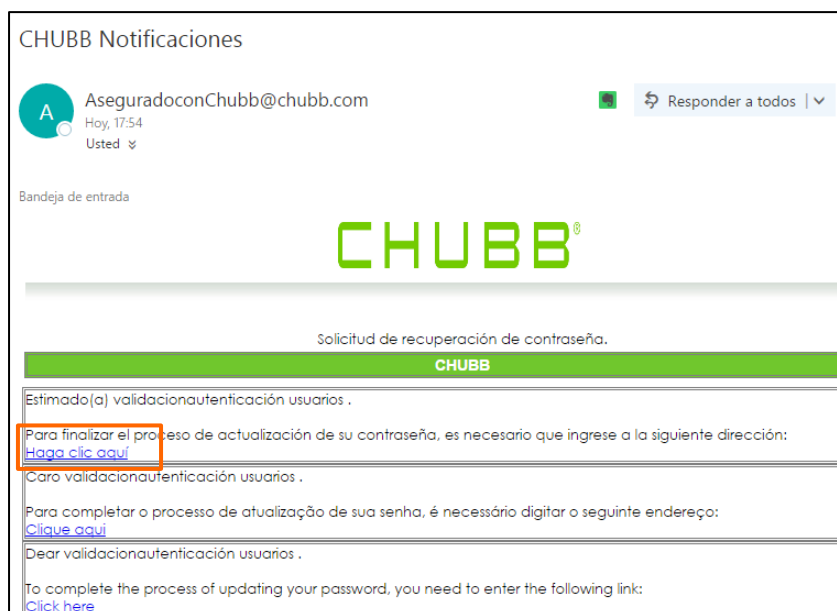 CHUBB Notificaciones
A
AseguradoconChubb@chubb.com
Responder a todos
Hoy, 17:54
Usted
Bandeja de entrada
CHUBB®
Solicitud de recuperación de contraseña.
CHUBB
Estimado(a) validacionautenticación usuarios .
Para finalizar el proceso de actualización de su contraseña, es necesario que ingrese a la siguiente dirección:
Haga clic aquí
Caro validacionautenticación usuarios .
Para completar o processo de atualização de sua senha, é necessário digitar o seguinte endereço:
Clique aqui
Dear validacionautenticación usuarios .
To complete the process of updating your password, you need to enter the following link:
Click here